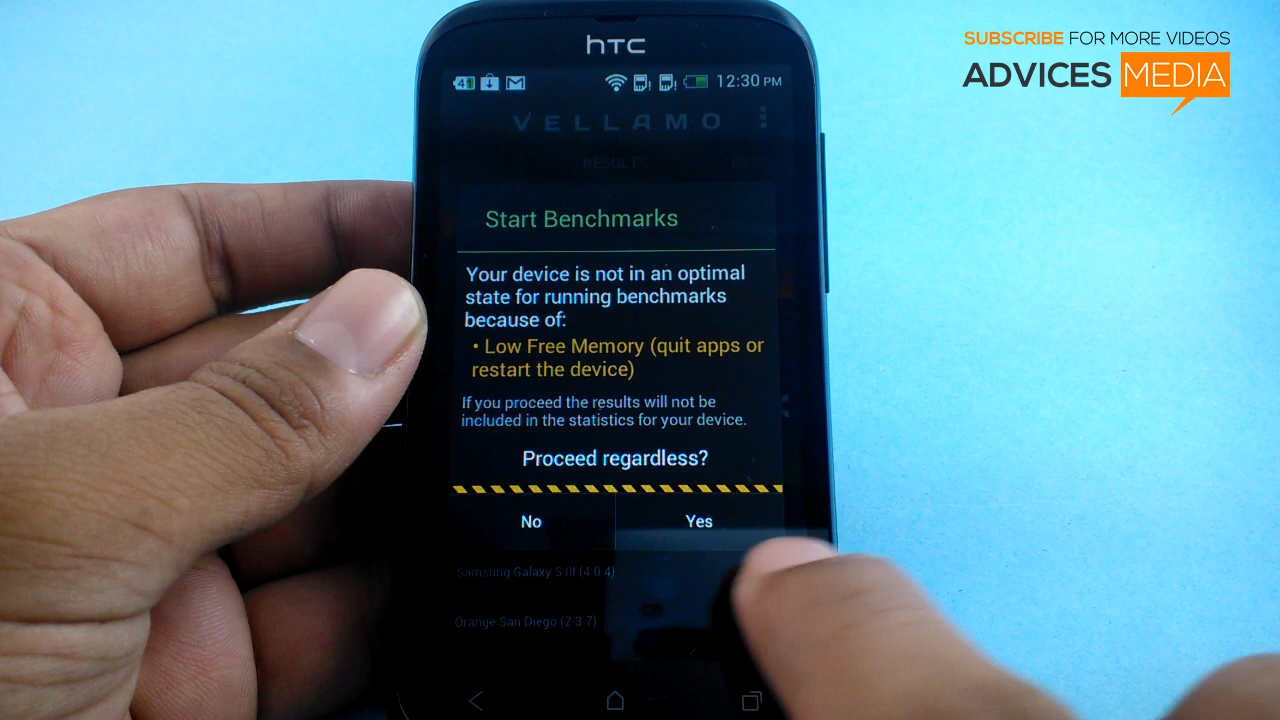 SUBSCRIBE FOR MORE VIDEOS
ADVICES MEDIA
hTC
41
12:30 PM
VELLAMO
RESULTS
Start Benchmarks
Your device is not in an optimal
state for running benchmarks
because of:
• Low Free Memory (quit apps or
restart the device)
If you proceed the results will not be
included in the statistics for your device.
Proceed regardless?
No
Yes
Samsung Galaxy S III (4 0 4)
Orange San Diego (2 3 7)